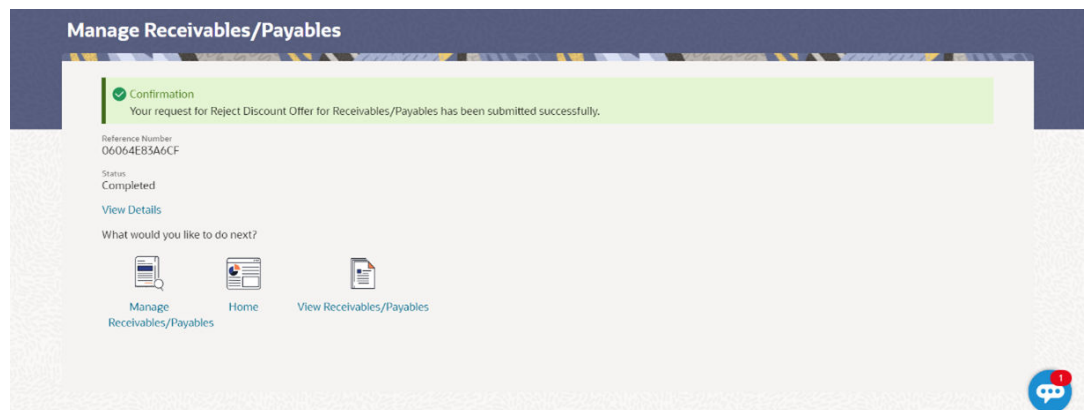 Manage Receivables/Payables
Confirmation
Your request for Reject Discount Offer for Receivables/Payables has been submitted successfully.
Reference Number
06064E83A6CF
Status
Completed
View Details
What would you like to do next?
Manage
Receivables/Payables
Home
View Receivables/Payables
1